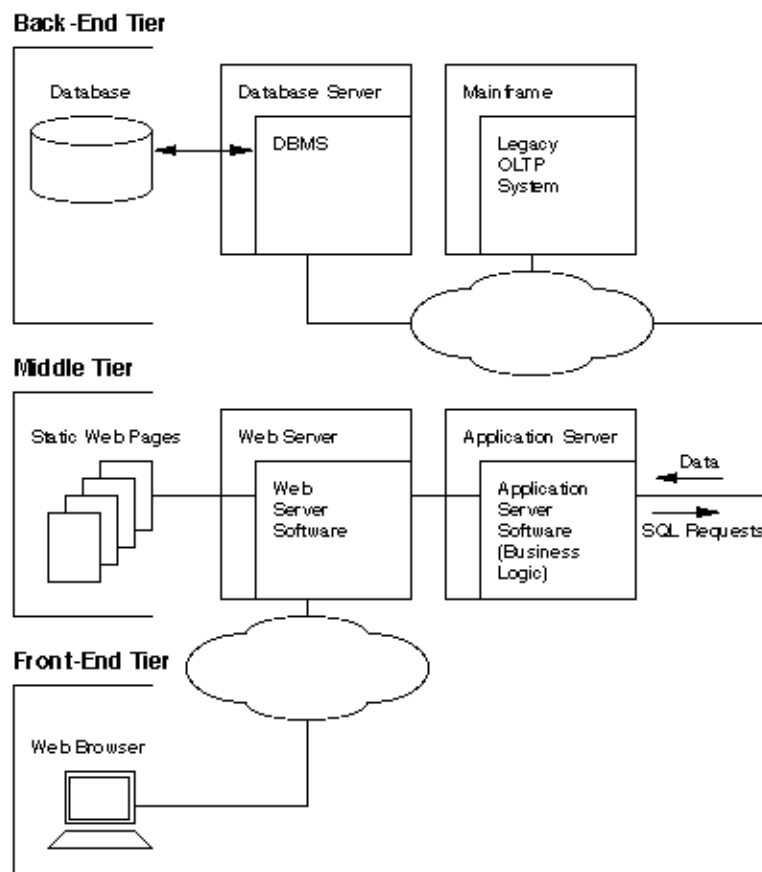 Back-End Tier
Database
Database Server
Mainframe
DBMS
Legacy
OLTP
System
Middle Tier
Static Web Pages
Web Server
Application Server
Web
Server
Software
Application
Server
Software
(Business
Logic)
Data
SQL Requests
Front-End Tier
Web Browser